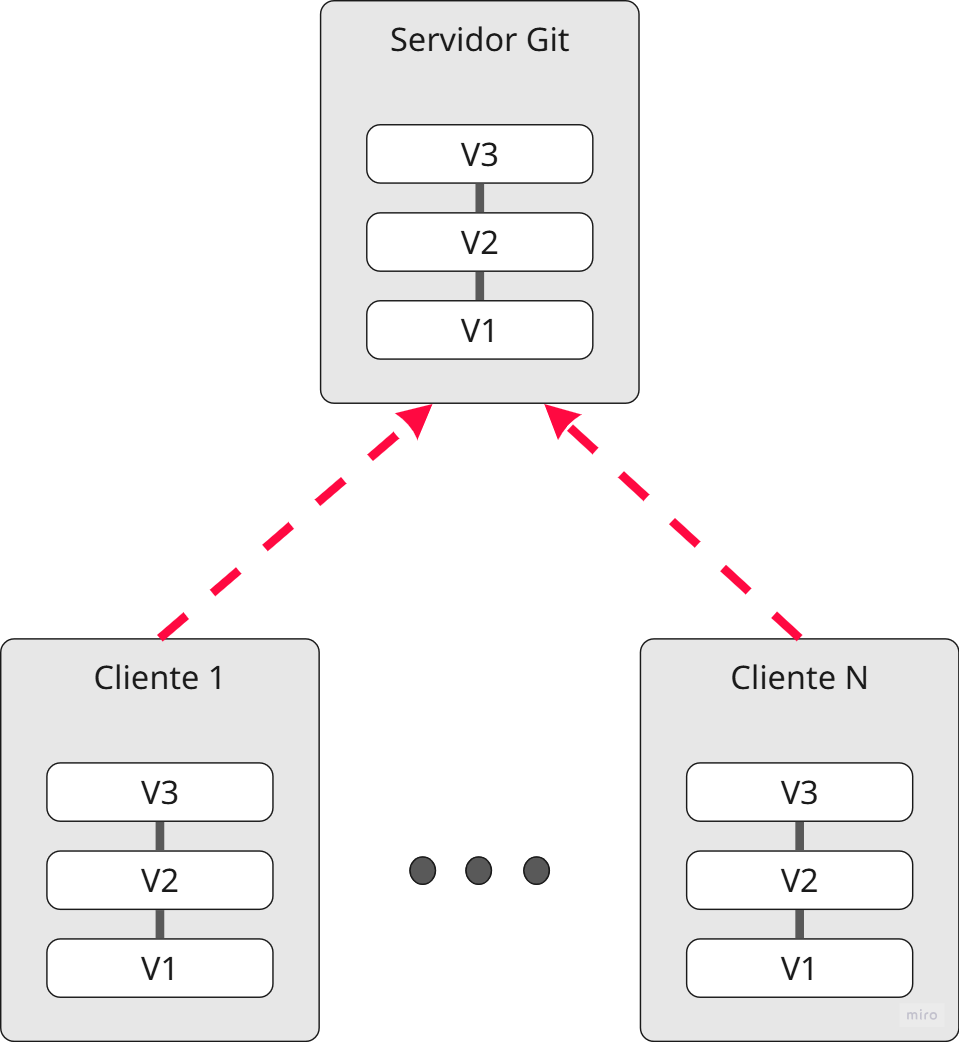 Servidor Git
V3
V2
V1
Cliente 1
V3
V2
V1
Cliente N
V3
V2
V1
miro